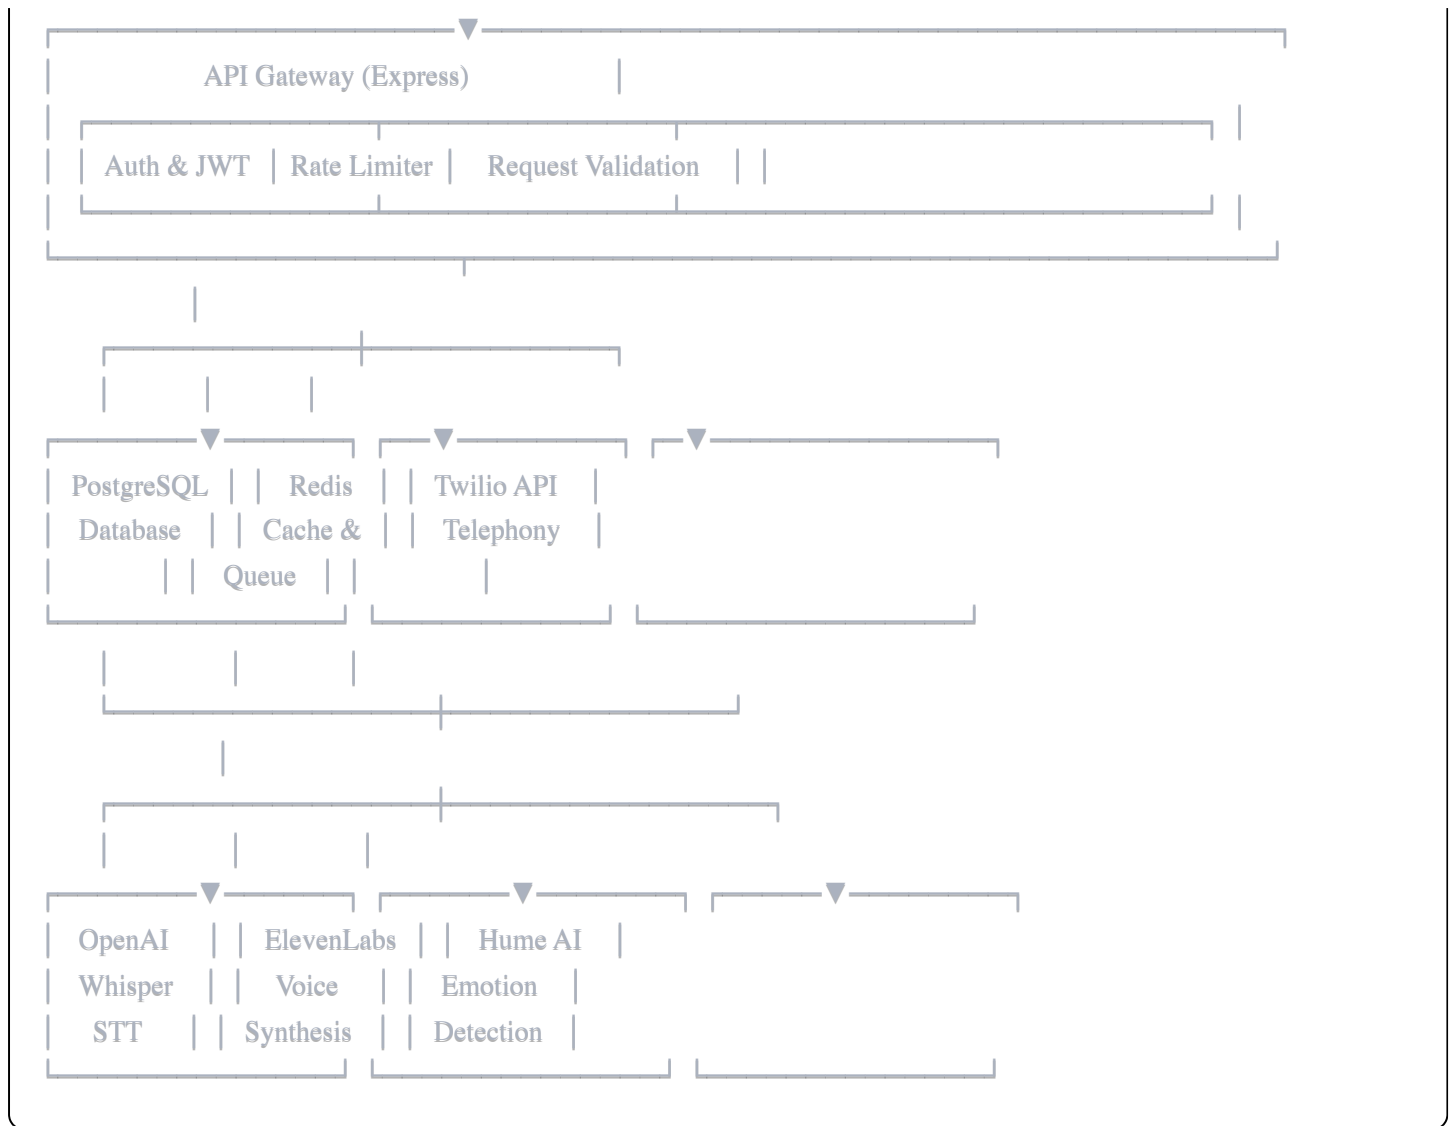 API Gateway (Express)
Auth & JWT │ Rate Limiter │ Request Validation
PostgreSQL │ │ Redis │ │ Twilio API
Database │ │ Cache & │ │ Telephony
Queue
OpenAI │ │ ElevenLabs │ │ Hume AI
Whisper │ │ Voice │ │ Emotion
STT │ │ Synthesis │ │ Detection